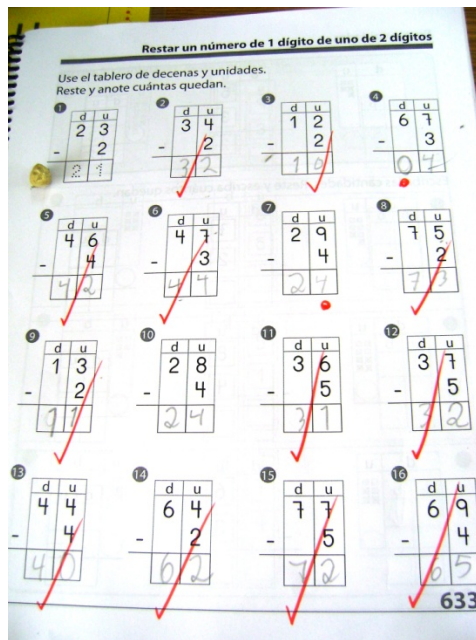 Restar un número de 1 dígito de uno de 2 dígitos
Use el tablero de decenas y unidades.
Reste y anote cuántas quedan.
1 2 3 4
d u d u d u d u
2 3 3 4 1 2 6 7
- 2 - 2 - 2 - 3
2 1 3 2 1 0 0 4
5 6 7 8
d u d u d u d u
4 6 4 7 2 9 7 5
- 4 - 3 - 4 - 2
4 2 4 4 2 4 7 3
9 10 11 12
d u d u d u d u
1 3 2 8 3 6 3 7
- 2 - 4 - 5 - 5
1 1 2 4 3 1 3 2
13 14 15 16
d u d u d u d u
4 4 6 4 7 7 6 9
- 4 - 2 - 5 - 4
4 0 6 2 7 2 6 5
633